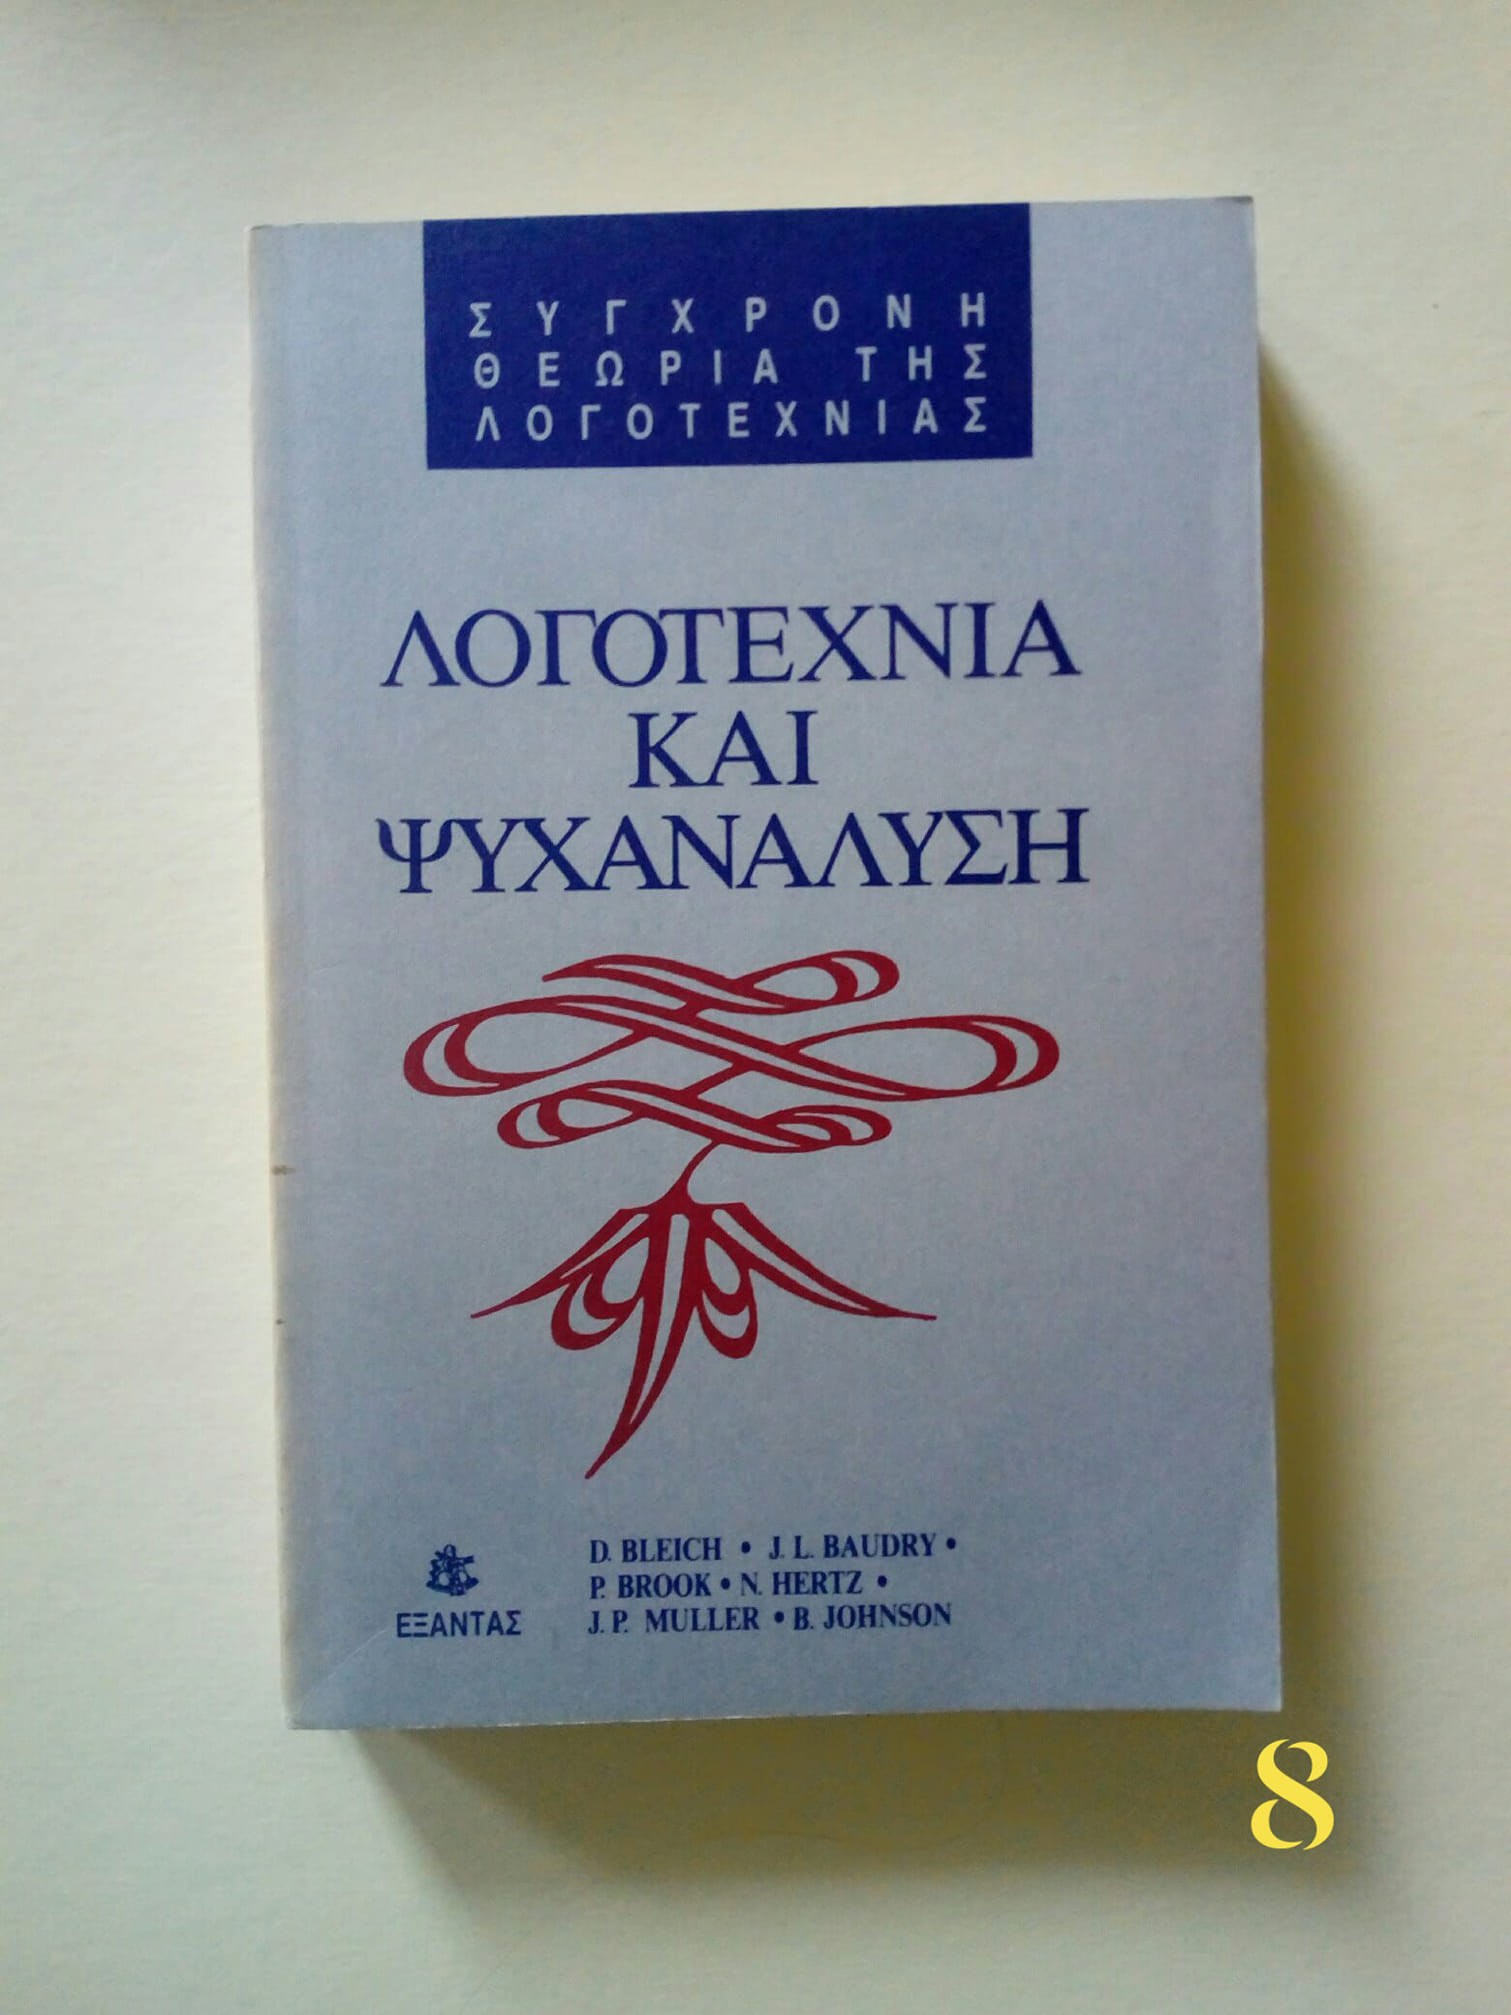 ΣΥΓΧΡΟΝΗ
ΘΕΩΡΙΑ ΤΗΣ
ΛΟΓΟΤΕΧΝΙΑΣ
ΛΟΓΟΤΕΧΝΙΑ
ΚΑΙ
ΨΥΧΑΝΑΛΥΣΗ
D. BLEICH • J. L. BAUDRY •
P. BROOK • N. HERTZ •
J. P. MULLER • B. JOHNSON
ΕΞΑΝΤΑΣ
8